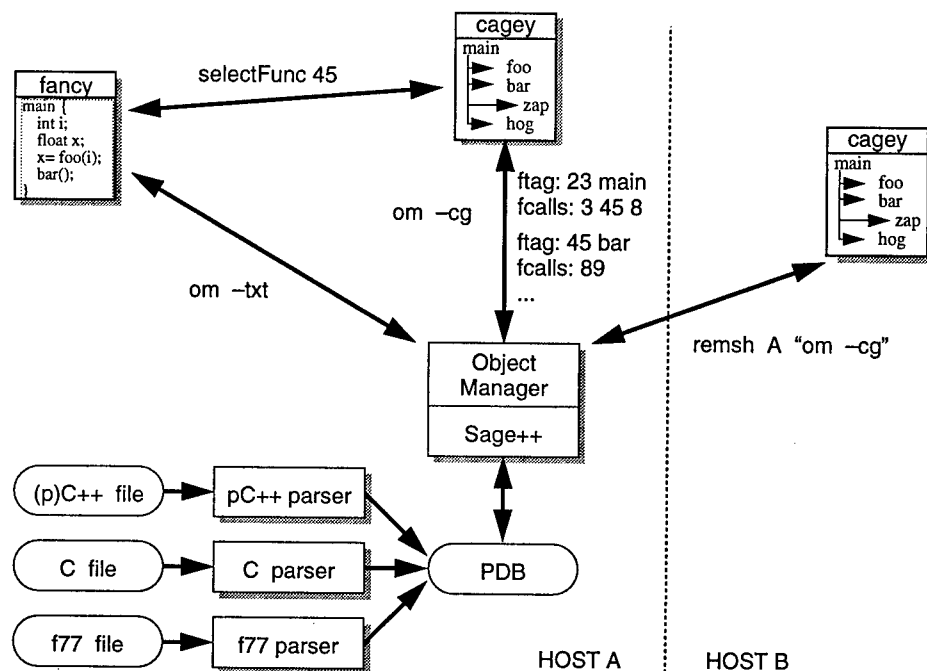 cagey
main
foo
bar
zap
hog
selectFunc 45
fancy
main {
int i;
float x;
x= foo(i);
bar();
}
cagey
main
foo
bar
zap
hog
om –cg
ftag: 23 main
fcalls: 3 45 8
ftag: 45 bar
fcalls: 89
...
om –txt
remsh A “om –cg”
Object
Manager
Sage++
(p)C++ file
pC++ parser
C file
C parser
PDB
f77 file
f77 parser
HOST A
HOST B